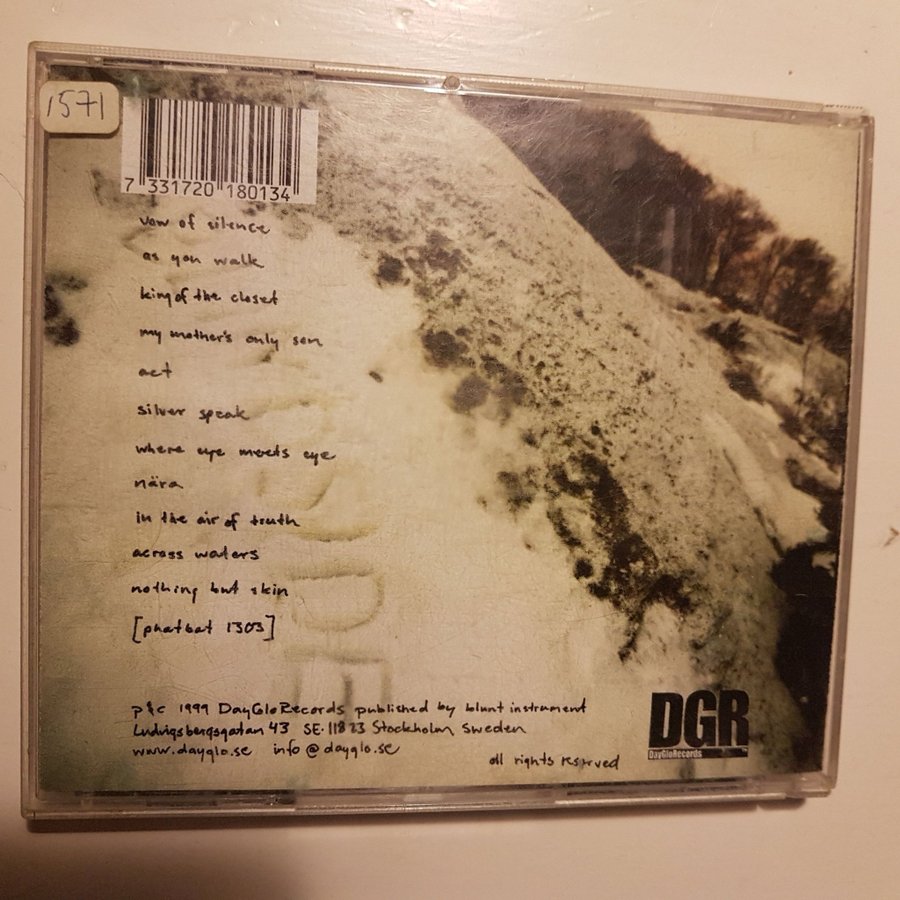 1571
7 331720 180134
vow of silence
as you walk
king of the closet
my mother's only son
act
silver speak
where eye meets eye
nära
in the air of truth
across waters
nothing but skin
[phatbat 1303]
p&c 1999 DayGloRecords published by blunt instrument
Ludvigsbergsgatan 43 SE-11823 Stockholm Sweden
www.dayglo.se info@dayglo.se
all rights reserved
DGR
DayGloRecords